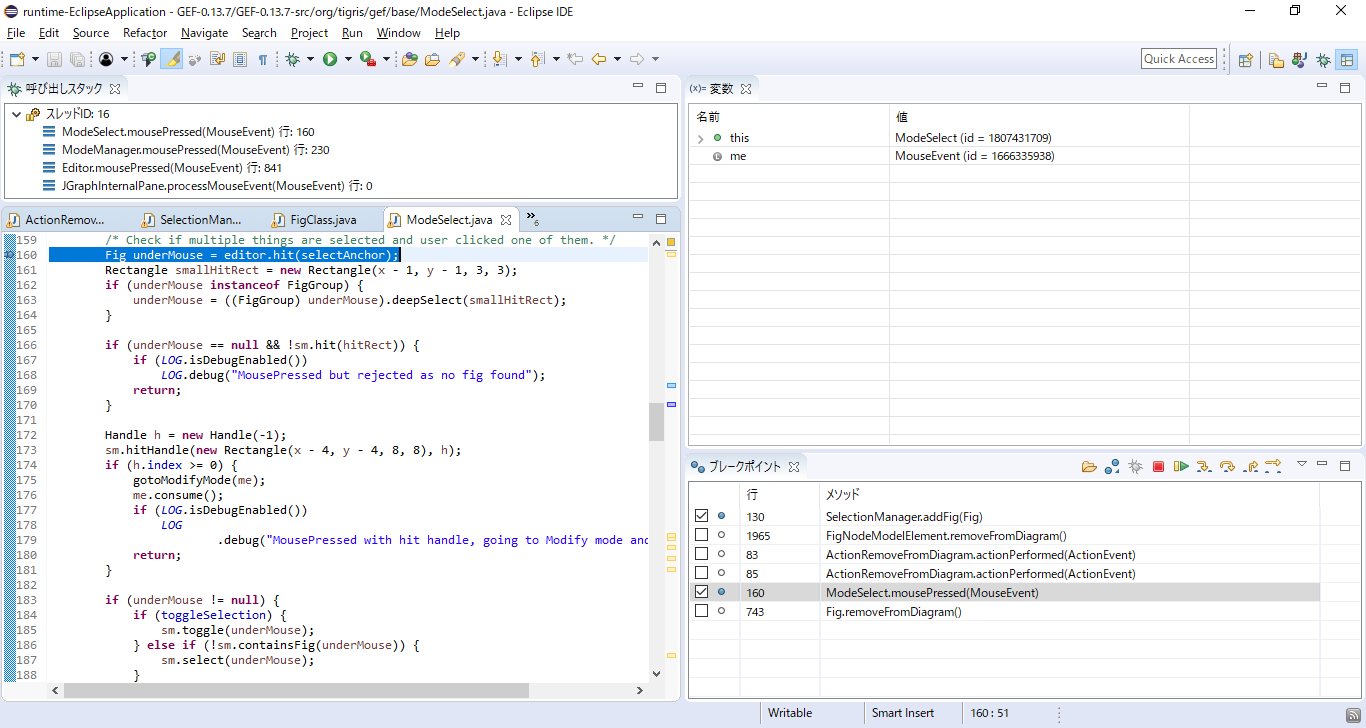 runtime-EclipseApplication - GEF-0.13.7/GEF-0.13.7-src/org/tigris/gef/base/ModeSelect.java - Eclipse IDE
File Edit Source Refactor Navigate Search Project Run Window Help
Quick Access
呼び出しスタック
スレッドID: 16
ModeSelect.mousePressed(MouseEvent) 行: 160
ModeManager.mousePressed(MouseEvent) 行: 230
Editor.mousePressed(MouseEvent) 行: 841
JGraphInternalPane.processMouseEvent(MouseEvent) 行: 0
(x)= 変数
名前 値
this ModeSelect (id = 1807431709)
me MouseEvent (id = 1666335938)
ActionRemov... SelectionMan... FigClass.java ModeSelect.java »6
159 /* Check if multiple things are selected and user clicked one of them. */
160 Fig underMouse = editor.hit(selectAnchor);
161 Rectangle smallHitRect = new Rectangle(x - 1, y - 1, 3, 3);
162 if (underMouse instanceof FigGroup) {
163 underMouse = ((FigGroup) underMouse).deepSelect(smallHitRect);
164 }
165
166 if (underMouse == null && !sm.hit(hitRect)) {
167 if (LOG.isDebugEnabled())
168 LOG.debug("MousePressed but rejected as no fig found");
169 return;
170 }
171
172 Handle h = new Handle(-1);
173 sm.hitHandle(new Rectangle(x - 4, y - 4, 8, 8), h);
174 if (h.index >= 0) {
175 gotoModifyMode(me);
176 me.consume();
177 if (LOG.isDebugEnabled())
178 LOG
179 .debug("MousePressed with hit handle, going to Modify mode and
180 return;
181 }
182
183 if (underMouse != null) {
184 if (toggleSelection) {
185 sm.toggle(underMouse);
186 } else if (!sm.containsFig(underMouse)) {
187 sm.select(underMouse);
188 }
ブレークポイント
行 メソッド
130 SelectionManager.addFig(Fig)
1965 FigNodeModelElement.removeFromDiagram()
83 ActionRemoveFromDiagram.actionPerformed(ActionEvent)
85 ActionRemoveFromDiagram.actionPerformed(ActionEvent)
160 ModeSelect.mousePressed(MouseEvent)
743 Fig.removeFromDiagram()
Writable Smart Insert 160 : 51